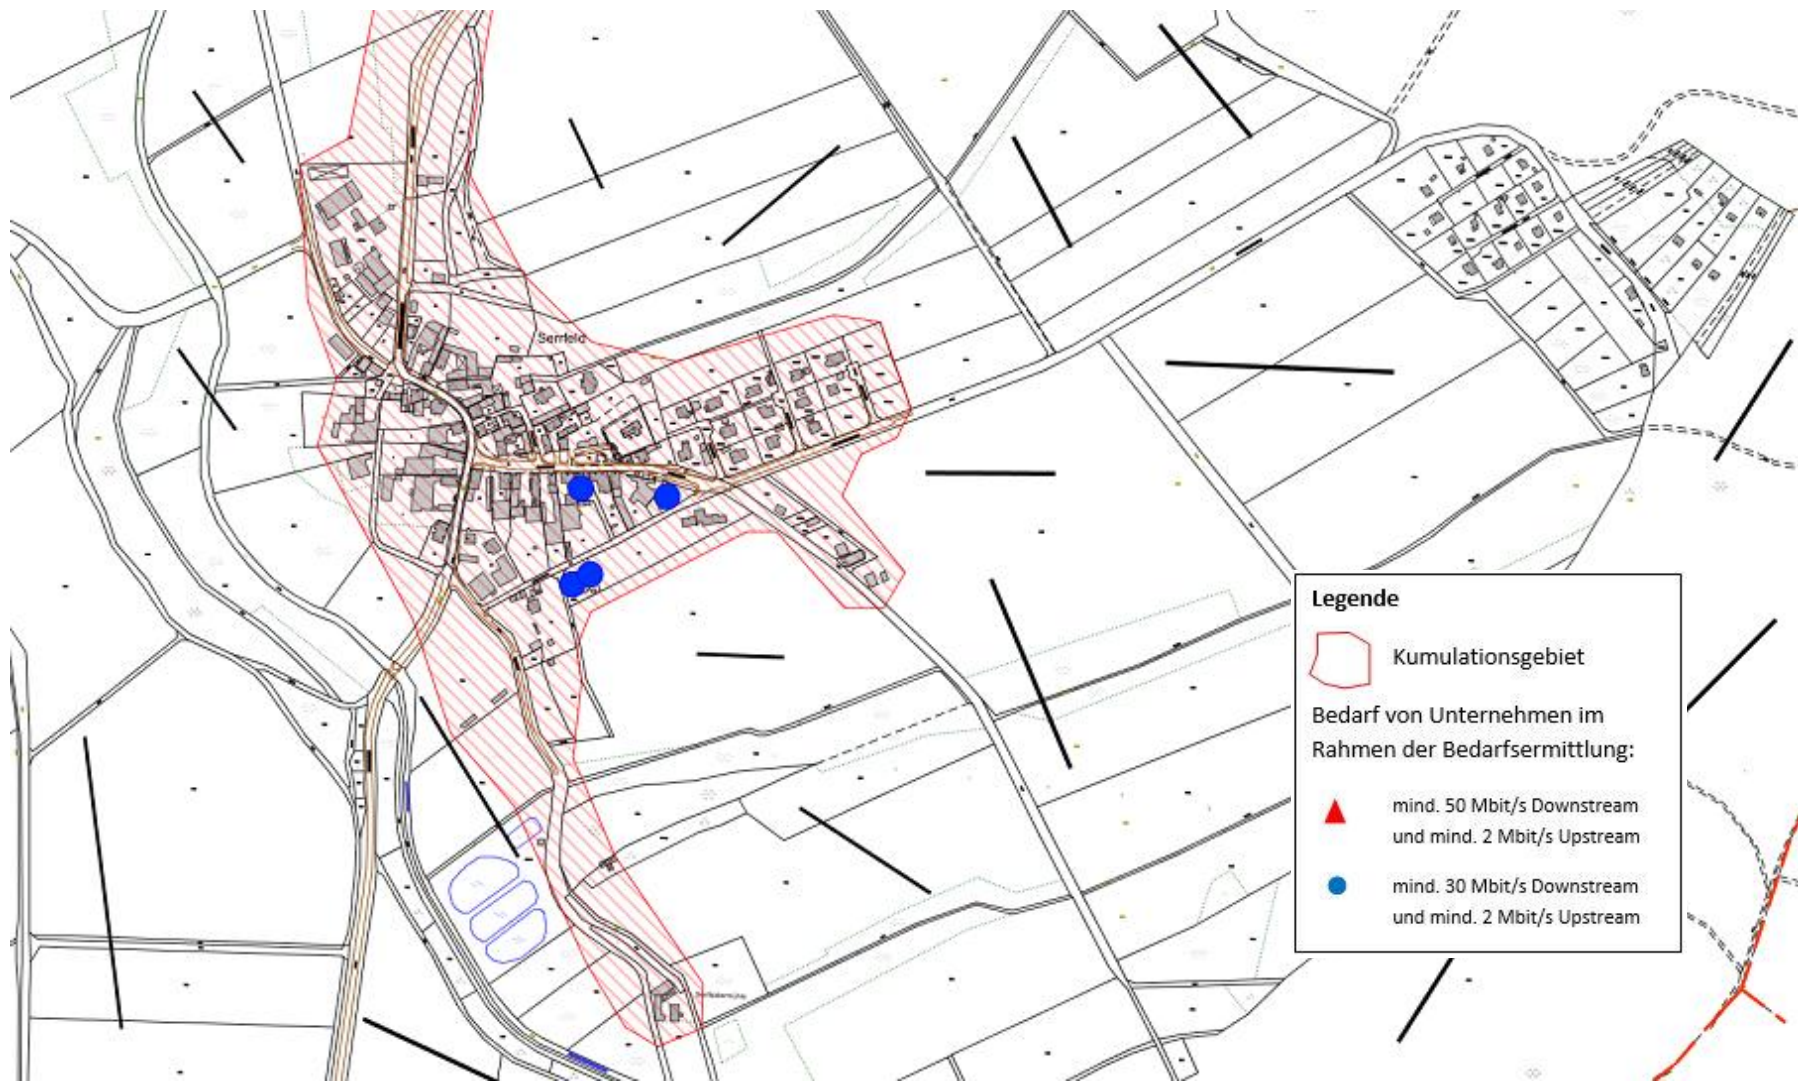 Serrfeld
Legende
Kumulationsgebiet
Bedarf von Unternehmen im
Rahmen der Bedarfsermittlung:
mind. 50 Mbit/s Downstream
und mind. 2 Mbit/s Upstream
mind. 30 Mbit/s Downstream
und mind. 2 Mbit/s Upstream